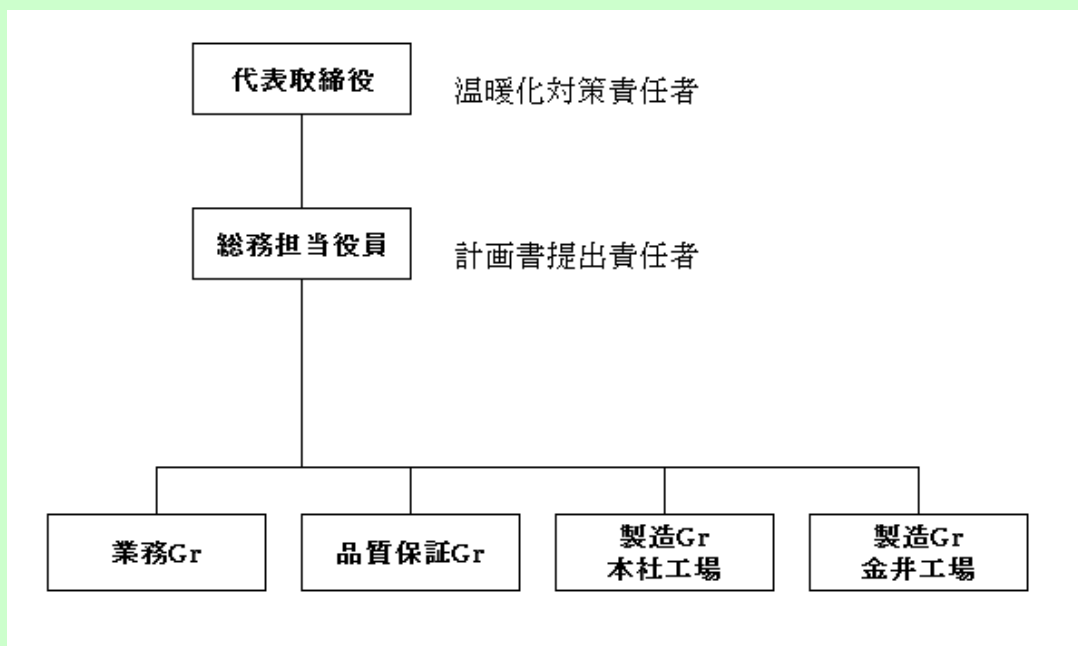 代表取締役
温暖化対策責任者
総務担当役員
計画書提出責任者
業務Gr
品質保証Gr
製造Gr
本社工場
製造Gr
金井工場